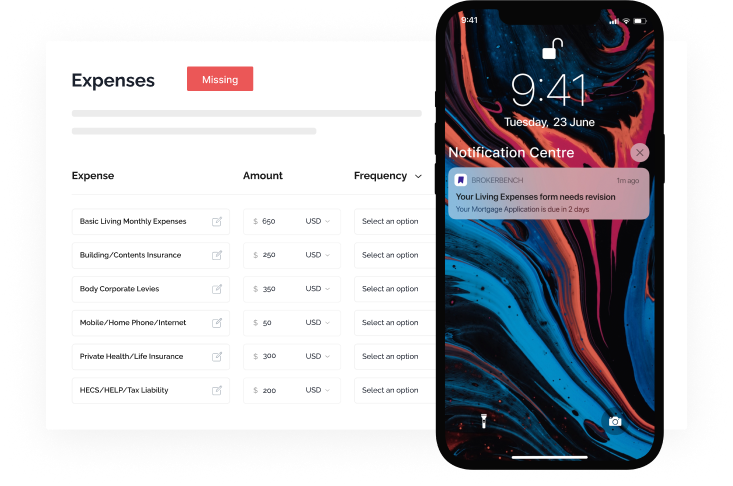 Expenses
Missing
Expense Amount Frequency
Basic Living Monthly Expenses $ 650 USD Select an option
Building/Contents Insurance $ 250 USD Select an option
Body Corporate Levies $ 350 USD Select an option
Mobile/Home Phone/Internet $ 50 USD Select an option
Private Health/Life Insurance $ 300 USD Select an option
HECS/HELP/Tax Liability $ 200 USD Select an option
9:41
9:41
Tuesday, 23 June
Notification Centre
BROKERBENCH 1m ago
Your Living Expenses form needs revision
Your Mortgage Application is due in 2 days